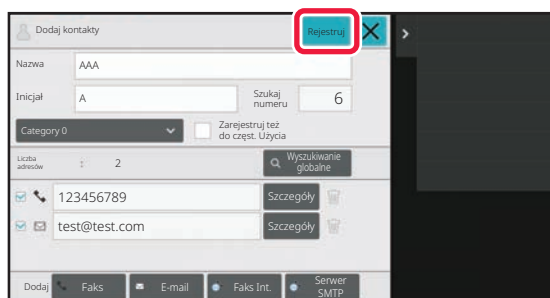 Dodaj kontakty
Rejestruj
Nazwa
AAA
Inicjał
A
Szukaj
numeru
6
Category 0
Zarejestruj też
do częst. Użycia
Liczba
adresów
:
2
Wyszukiwanie
globalne
123456789
Szczegóły
test@test.com
Szczegóły
Dodaj
Faks
E-mail
Faks Int.
Serwer
SMTP